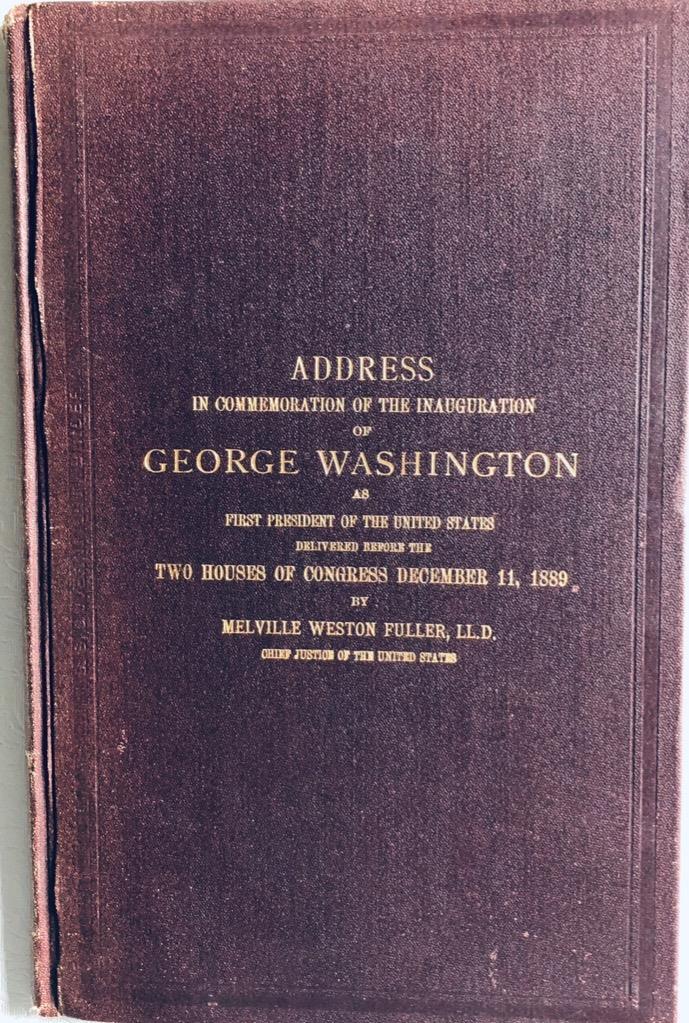 ADDRESS
IN COMMEMORATION OF THE INAUGURATION
OF
GEORGE WASHINGTON
AS
FIRST PRESIDENT OF THE UNITED STATES
DELIVERED BEFORE THE
TWO HOUSES OF CONGRESS DECEMBER 11, 1889
BY
MELVILLE WESTON FULLER, LL.D.
CHIEF JUSTICE OF THE UNITED STATES